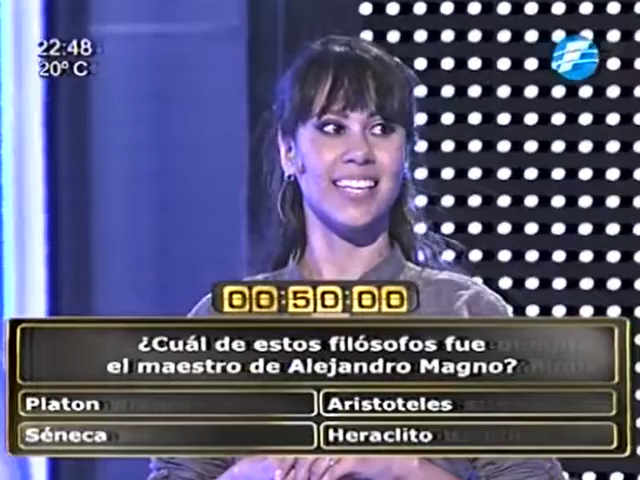 22:48
20°C
00:50:00
¿Cuál de estos filósofos fue
el maestro de Alejandro Magno?
Platon
Aristoteles
Séneca
Heraclito